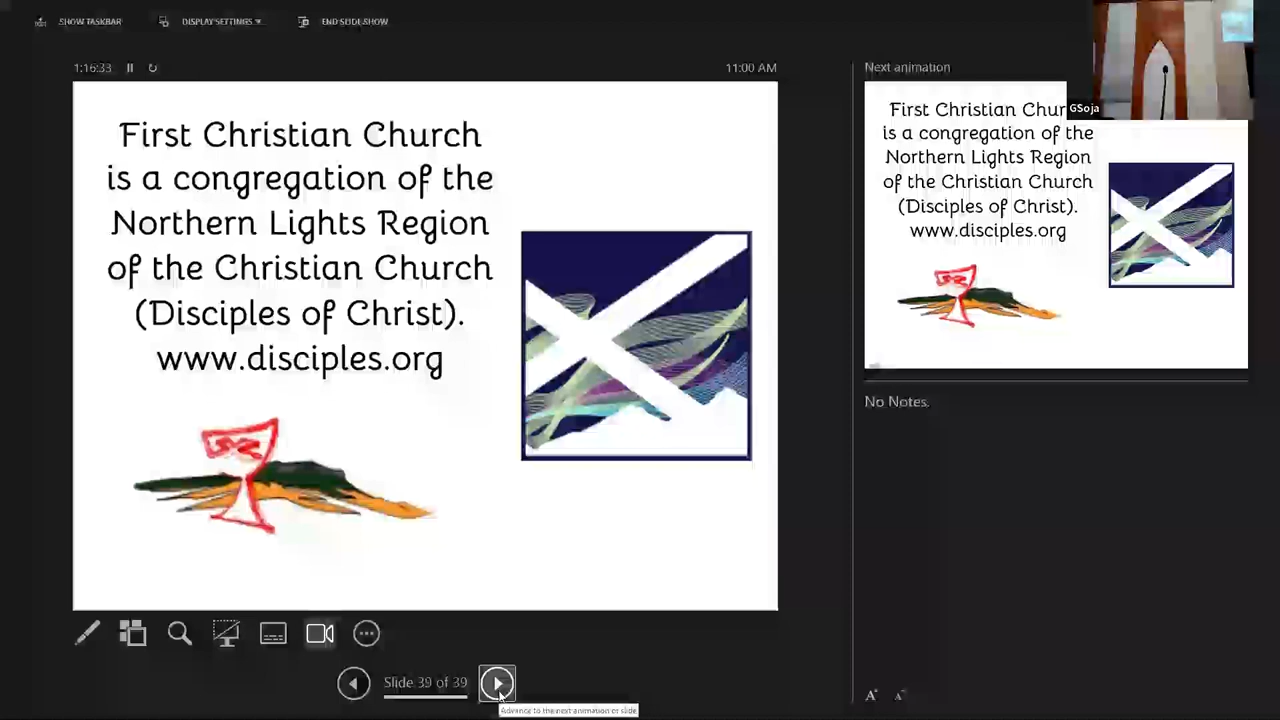 SHOW TASKBAR
DISPLAY SETTINGS
END SLIDE SHOW
1:16:33
11:00 AM
First Christian Church
is a congregation of the
Northern Lights Region
of the Christian Church
(Disciples of Christ).
www.disciples.org
Slide 39 of 39
Advance to the next animation or slide
Next animation
GSoja
First Christian Chur
is a congregation of the
Northern Lights Region
of the Christian Church
(Disciples of Christ).
www.disciples.org
No Notes.
A
A